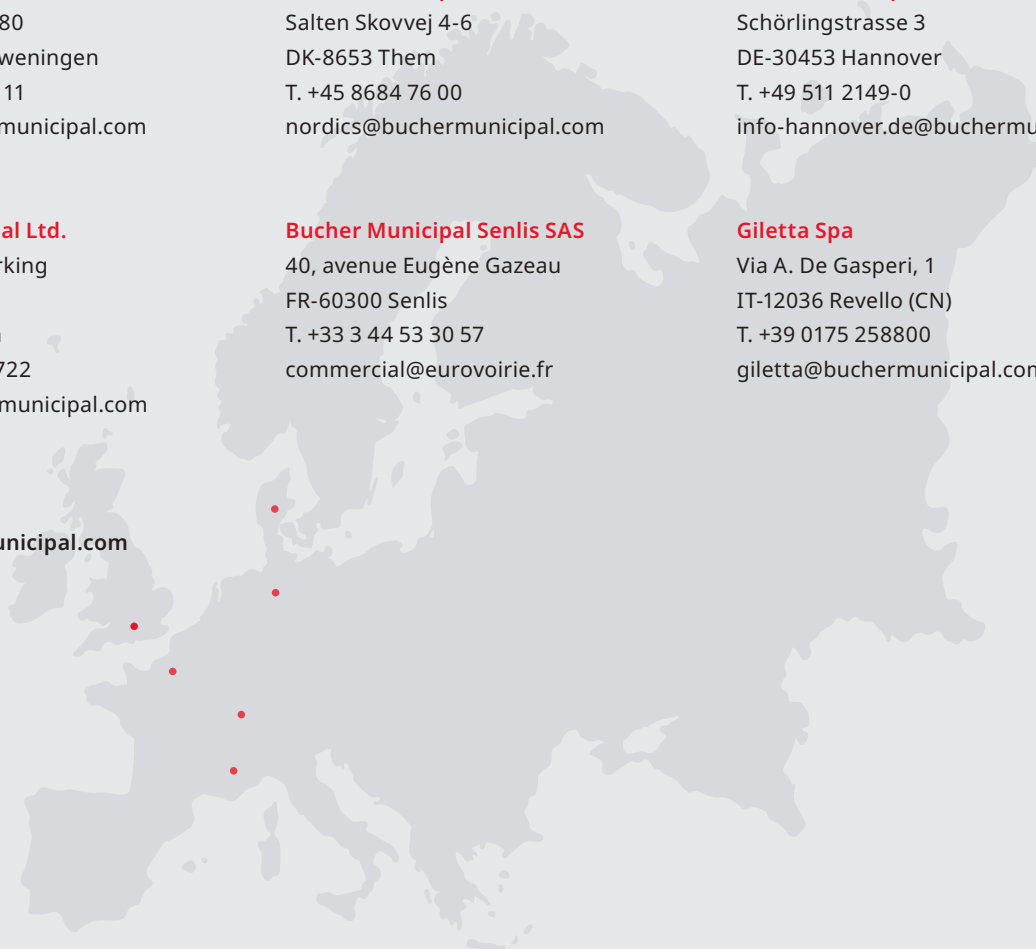 80
weningen
11
municipal.com
al Ltd.
rking
722
municipal.com
unicipal.com
Salten Skovvej 4-6
DK-8653 Them
T. +45 8684 76 00
nordics@buchermunicipal.com
Bucher Municipal Senlis SAS
40, avenue Eugène Gazeau
FR-60300 Senlis
T. +33 3 44 53 30 57
commercial@eurovoirie.fr
Schörlingstrasse 3
DE-30453 Hannover
T. +49 511 2149-0
info-hannover.de@buchermu
Giletta Spa
Via A. De Gasperi, 1
IT-12036 Revello (CN)
T. +39 0175 258800
giletta@buchermunicipal.com